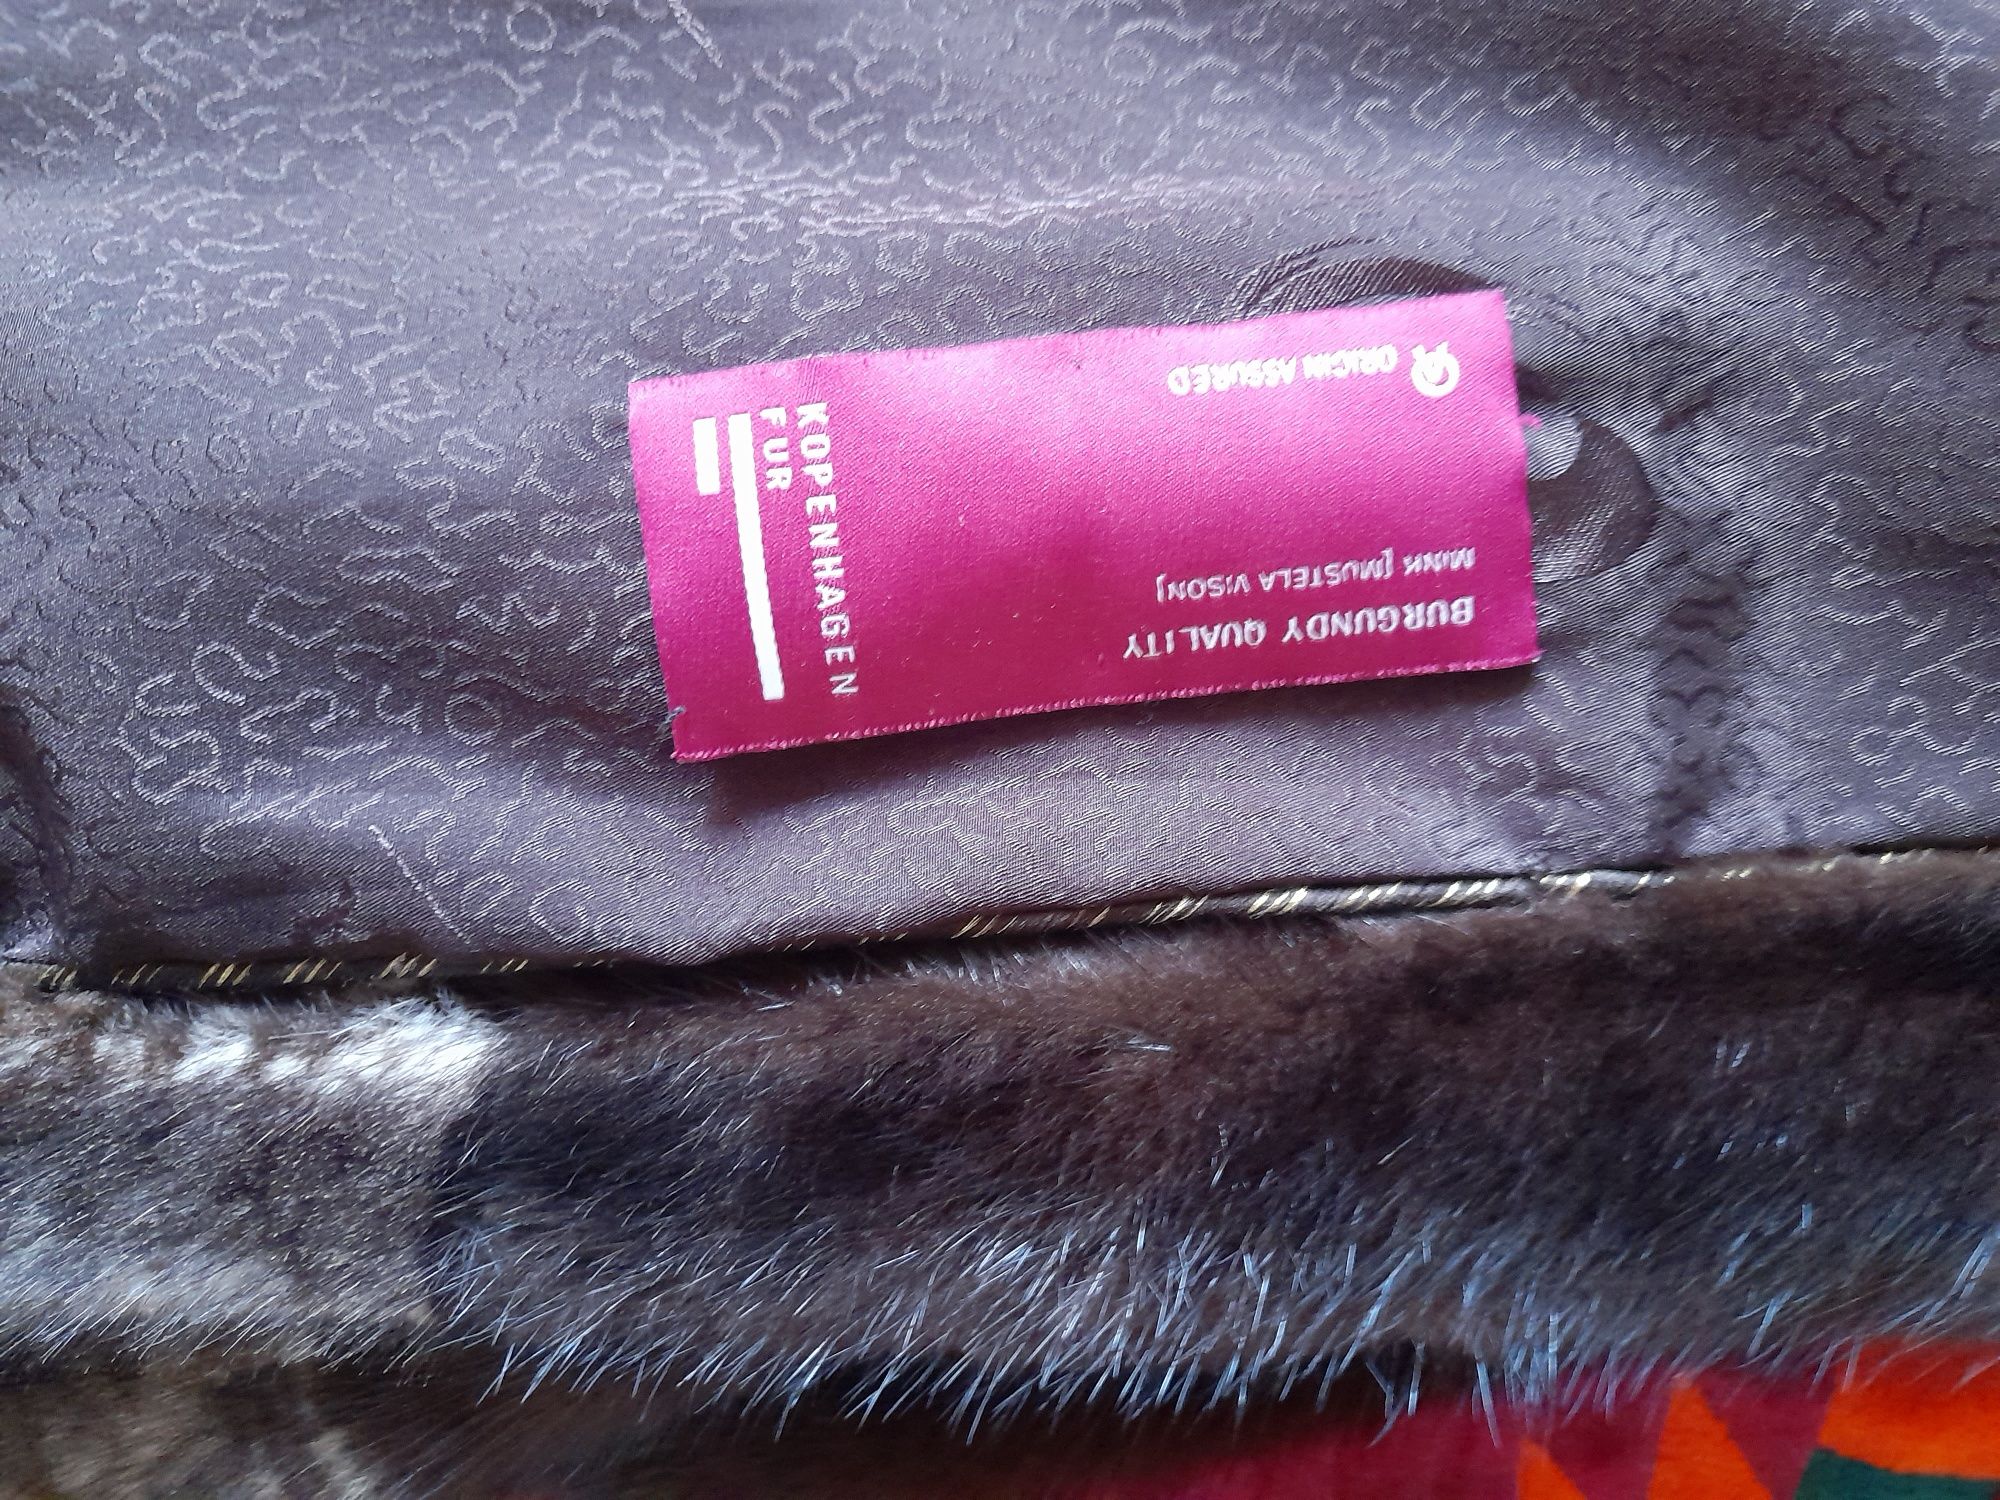 KOPENHAGEN
FUR
BURGUNDY QUALITY
MINK [MUSTELA VISON]
ORIGIN ASSURED